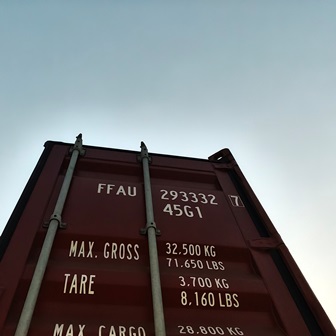 FFAU 293332 7
45G1
MAX. GROSS 32,500 KG
71,650 LBS
TARE 3,700 KG
8,160 LBS
MAX. CARGO 28,800 KG